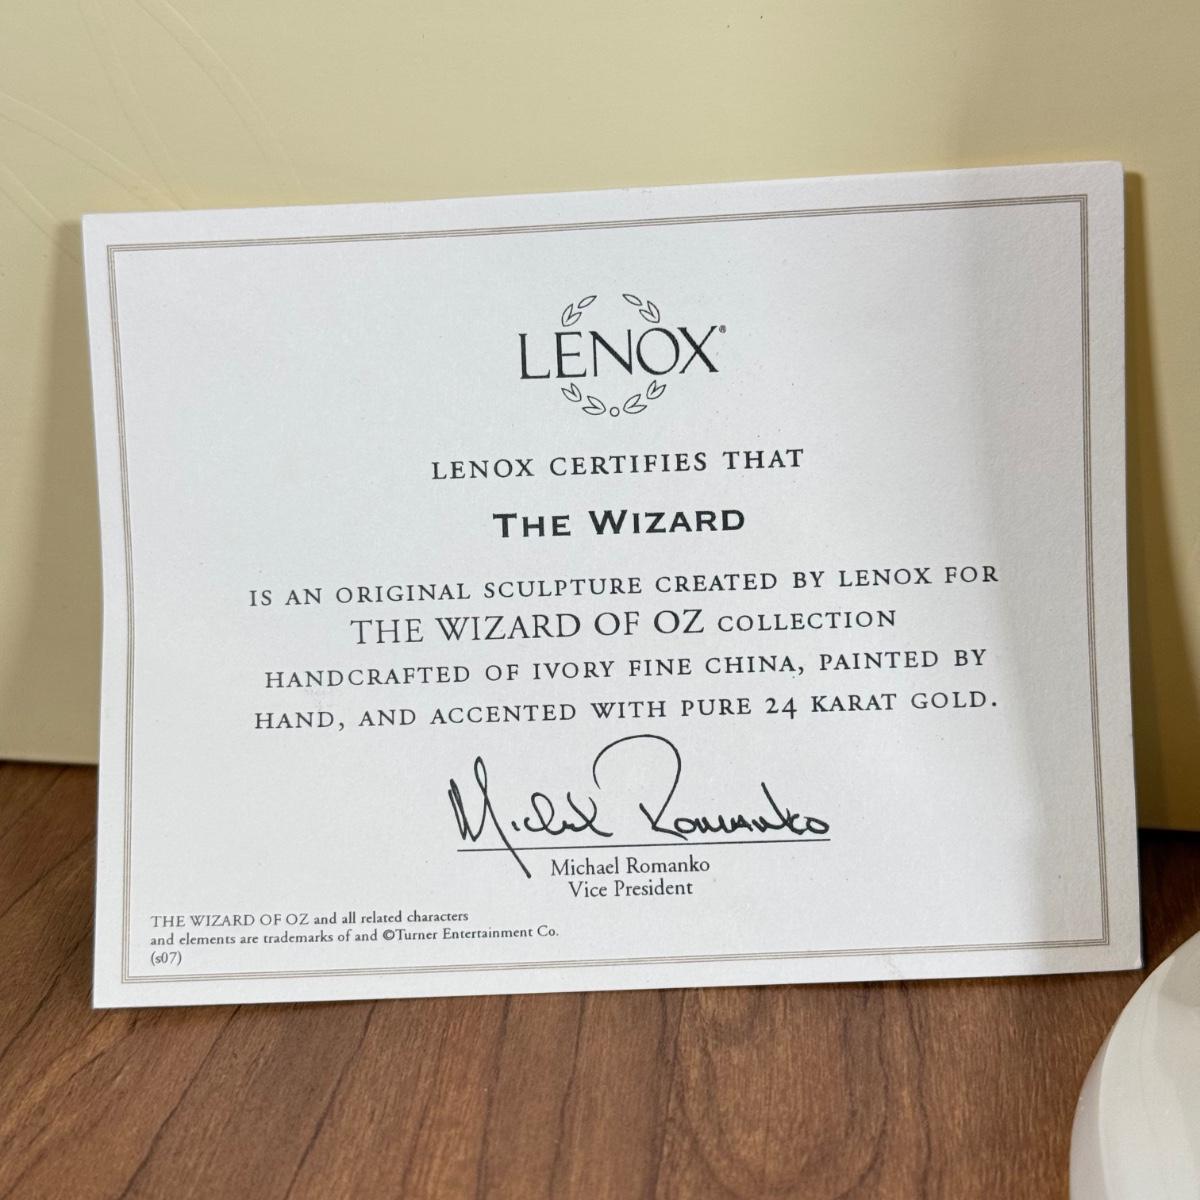 LENOX®
LENOX CERTIFIES THAT
THE WIZARD
IS AN ORIGINAL SCULPTURE CREATED BY LENOX FOR
THE WIZARD OF OZ COLLECTION
HANDCRAFTED OF IVORY FINE CHINA, PAINTED BY
HAND, AND ACCENTED WITH PURE 24 KARAT GOLD.
Michael Romanko
Michael Romanko
Vice President
THE WIZARD OF OZ and all related characters
and elements are trademarks of and ©Turner Entertainment Co.
(s07)